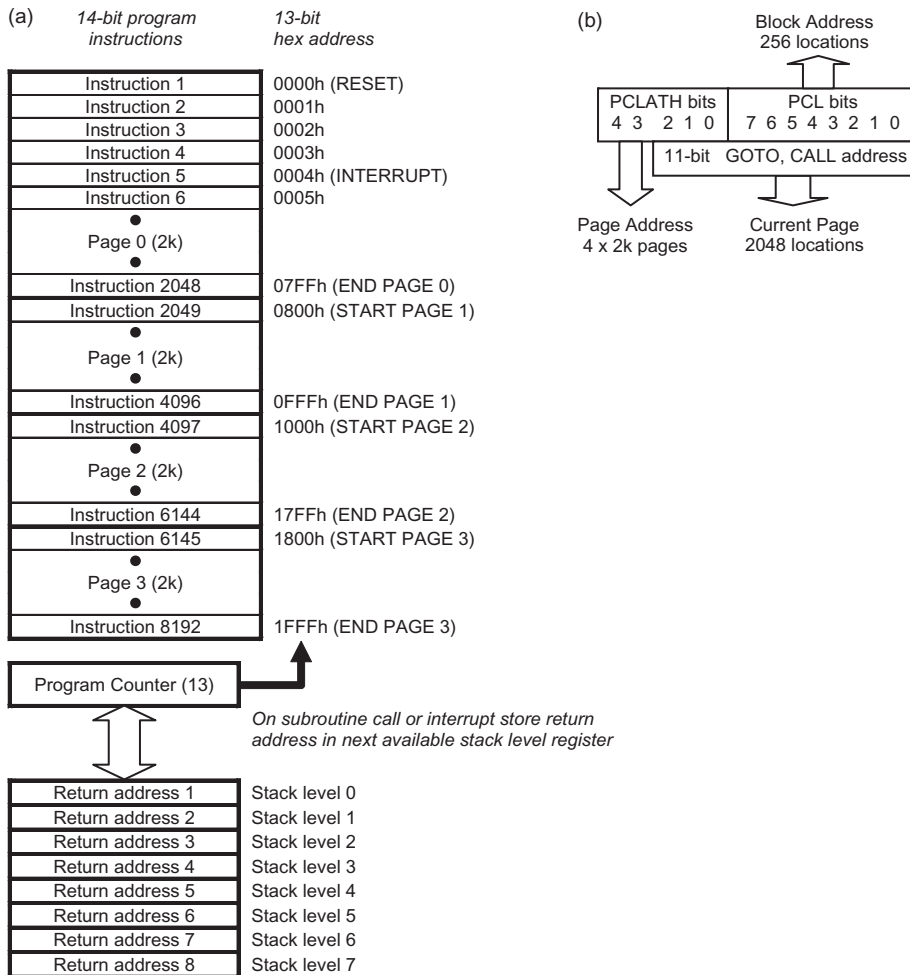 (a)
14-bit program
instructions
13-bit
hex address
Instruction 1 0000h (RESET)
Instruction 2 0001h
Instruction 3 0002h
Instruction 4 0003h
Instruction 5 0004h (INTERRUPT)
Instruction 6 0005h
Page 0 (2k)
Instruction 2048 07FFh (END PAGE 0)
Instruction 2049 0800h (START PAGE 1)
Page 1 (2k)
Instruction 4096 0FFFh (END PAGE 1)
Instruction 4097 1000h (START PAGE 2)
Page 2 (2k)
Instruction 6144 17FFh (END PAGE 2)
Instruction 6145 1800h (START PAGE 3)
Page 3 (2k)
Instruction 8192 1FFFh (END PAGE 3)
Program Counter (13)
On subroutine call or interrupt store return
address in next available stack level register
Return address 1 Stack level 0
Return address 2 Stack level 1
Return address 3 Stack level 2
Return address 4 Stack level 3
Return address 5 Stack level 4
Return address 6 Stack level 5
Return address 7 Stack level 6
Return address 8 Stack level 7
(b)
Block Address
256 locations
PCLATH bits PCL bits
4 3 2 1 0 7 6 5 4 3 2 1 0
11-bit GOTO, CALL address
Page Address
4 x 2k pages
Current Page
2048 locations